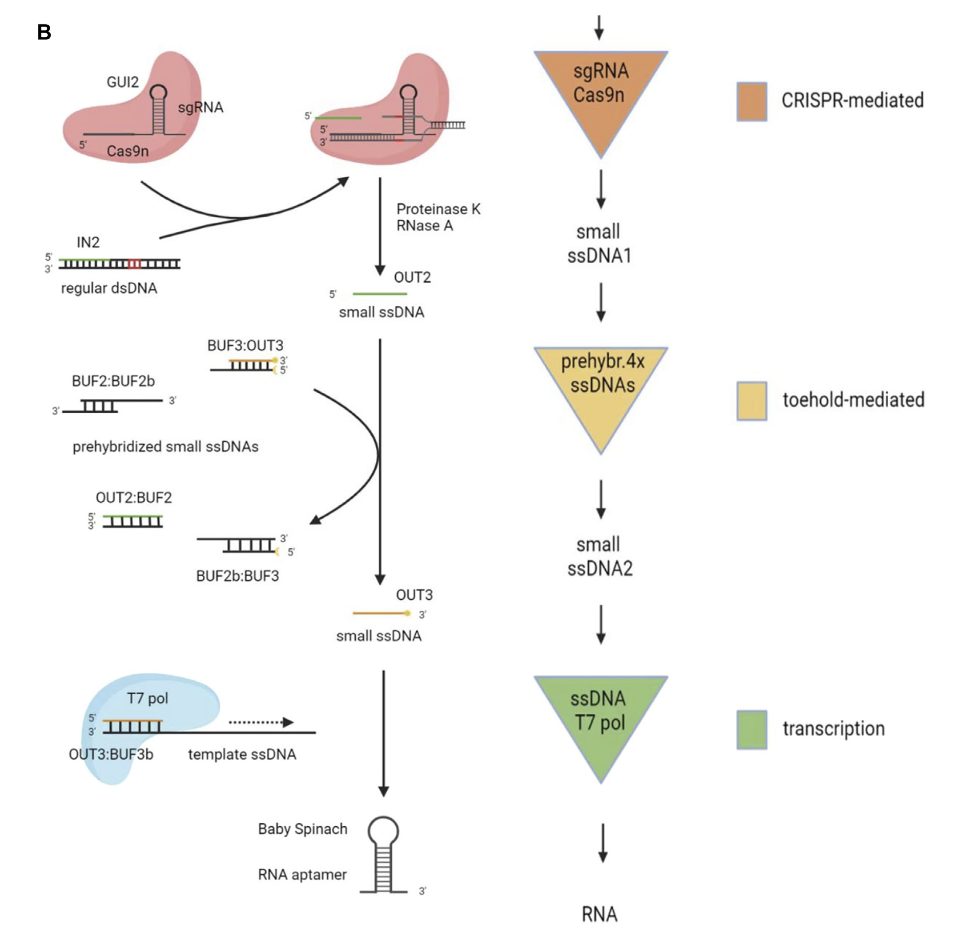 B
GUI2
sgRNA
5'
Cas9n
5'
5'
3'
Proteinase K
RNase A
IN2
5'
3'
regular dsDNA
OUT2
5'
small ssDNA
BUF3:OUT3
3'
5'
BUF2:BUF2b
3'
3'
prehybridized small ssDNAs
OUT2:BUF2
5'
3'
3'
5'
BUF2b:BUF3
OUT3
3'
small ssDNA
T7 pol
5'
3'
OUT3:BUF3b
template ssDNA
Baby Spinach
RNA aptamer
3'
sgRNA
Cas9n
small
ssDNA1
prehybr.4x
ssDNAs
small
ssDNA2
ssDNA
T7 pol
RNA
CRISPR-mediated
toehold-mediated
transcription